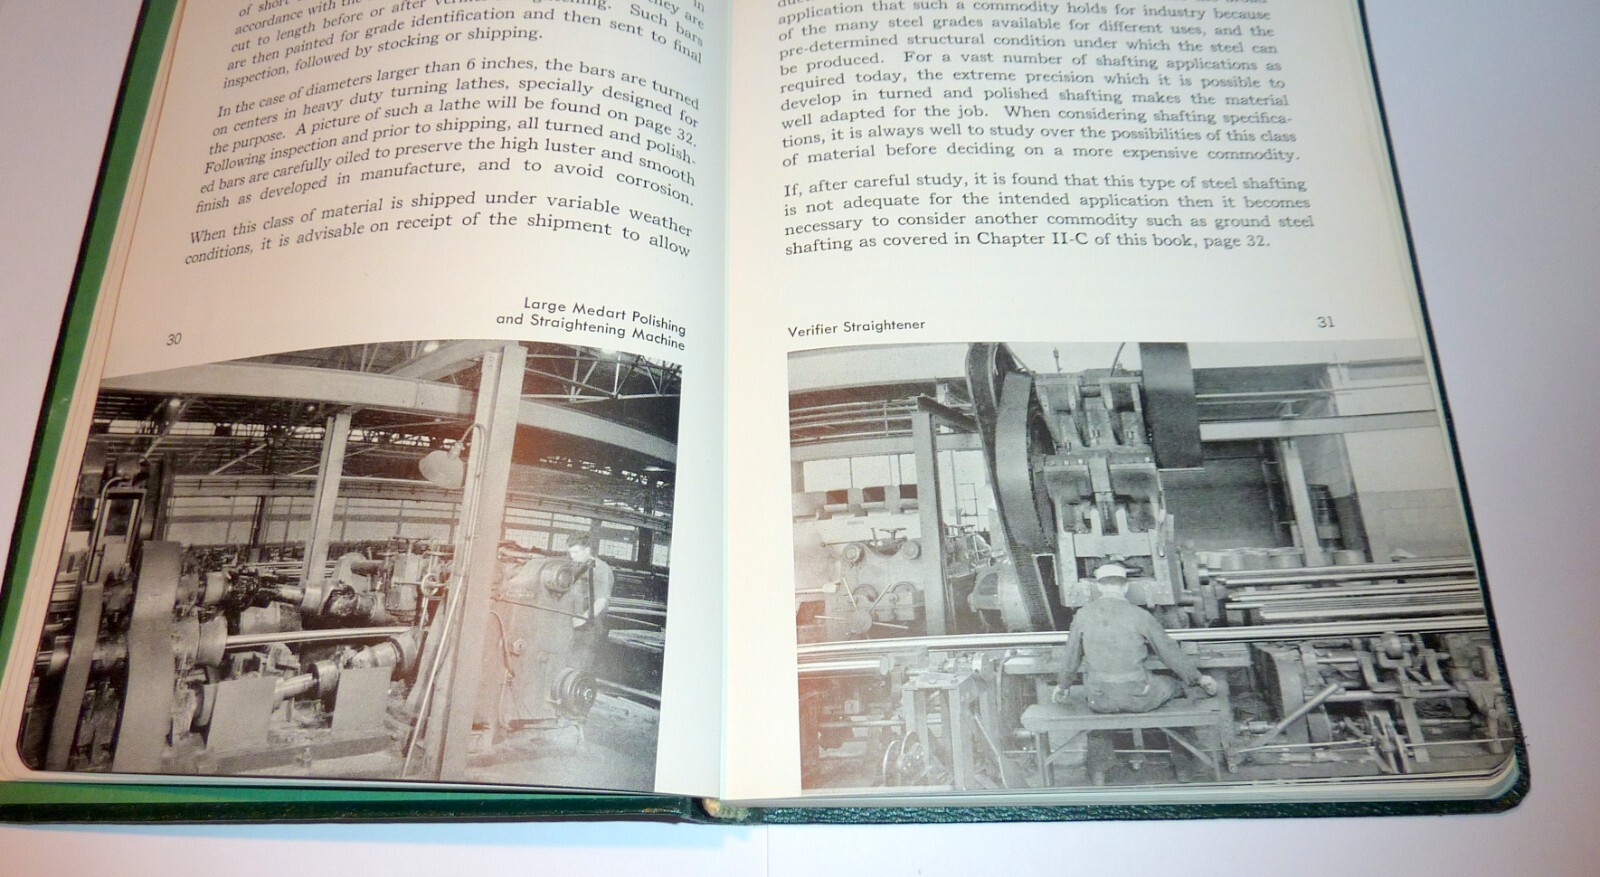 of short
in
accordance with the
they are
cut to length before or after
Such bars
are then painted for grade identification and then sent to final
inspection, followed by stocking or shipping.
In the case of diameters larger than 6 inches, the bars are turned
on centers in heavy duty turning lathes, specially designed for
the purpose. A picture of such a lathe will be found on page 32.
Following inspection and prior to shipping, all turned and polish-
ed bars are carefully oiled to preserve the high luster and smooth
finish as developed in manufacture, and to avoid corrosion.
When this class of material is shipped under variable weather
conditions, it is advisable on receipt of the shipment to allow
Large Medart Polishing
and Straightening Machine
30
application that such a commodity holds for industry because
of the many steel grades available for different uses, and the
pre-determined structural condition under which the steel can
be produced. For a vast number of shafting applications as
required today, the extreme precision which it is possible to
develop in turned and polished shafting makes the material
well adapted for the job. When considering shafting specifica-
tions, it is always well to study over the possibilities of this class
of material before deciding on a more expensive commodity.
If, after careful study, it is found that this type of steel shafting
is not adequate for the intended application then it becomes
necessary to consider another commodity such as ground steel
shafting as covered in Chapter II-C of this book, page 32.
Verifier Straightener
31